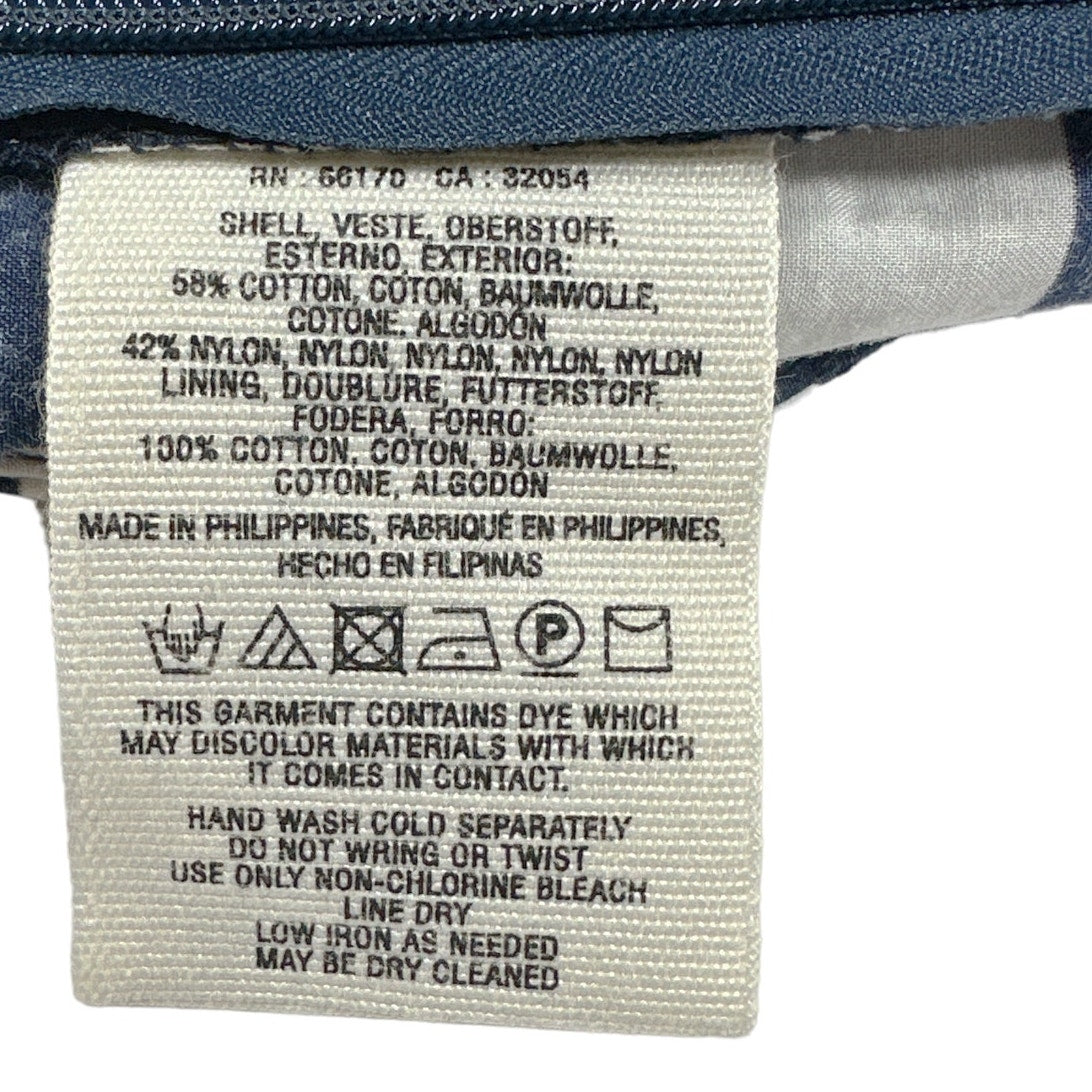 RN : 66170 CA : 32054
SHELL, VESTE, OBERSTOFF,
ESTERNO, EXTERIOR:
58% COTTON, COTON, BAUMWOLLE,
COTONE, ALGODÓN
42% NYLON, NYLON, NYLON, NYLON, NYLON
LINING, DOUBLURE, FUTTERSTOFF,
FODERA, FORRO:
100% COTTON, COTON, BAUMWOLLE,
COTONE, ALGODÓN
MADE IN PHILIPPINES, FABRIQUÉ EN PHILIPPINES,
HECHO EN FILIPINAS
P
THIS GARMENT CONTAINS DYE WHICH
MAY DISCOLOR MATERIALS WITH WHICH
IT COMES IN CONTACT.
HAND WASH COLD SEPARATELY
DO NOT WRING OR TWIST
USE ONLY NON-CHLORINE BLEACH
LINE DRY
LOW IRON AS NEEDED
MAY BE DRY CLEANED